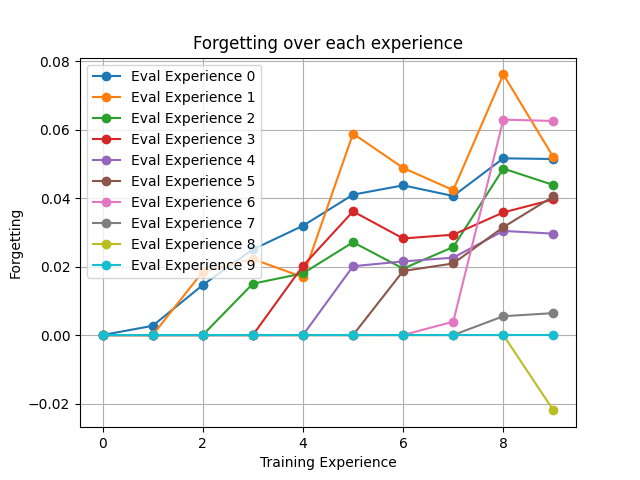 Forgetting over each experience
0.08
0.06
0.04
0.02
0.00
−0.02
Forgetting
Eval Experience 0
Eval Experience 1
Eval Experience 2
Eval Experience 3
Eval Experience 4
Eval Experience 5
Eval Experience 6
Eval Experience 7
Eval Experience 8
Eval Experience 9
0 2 4 6 8
Training Experience